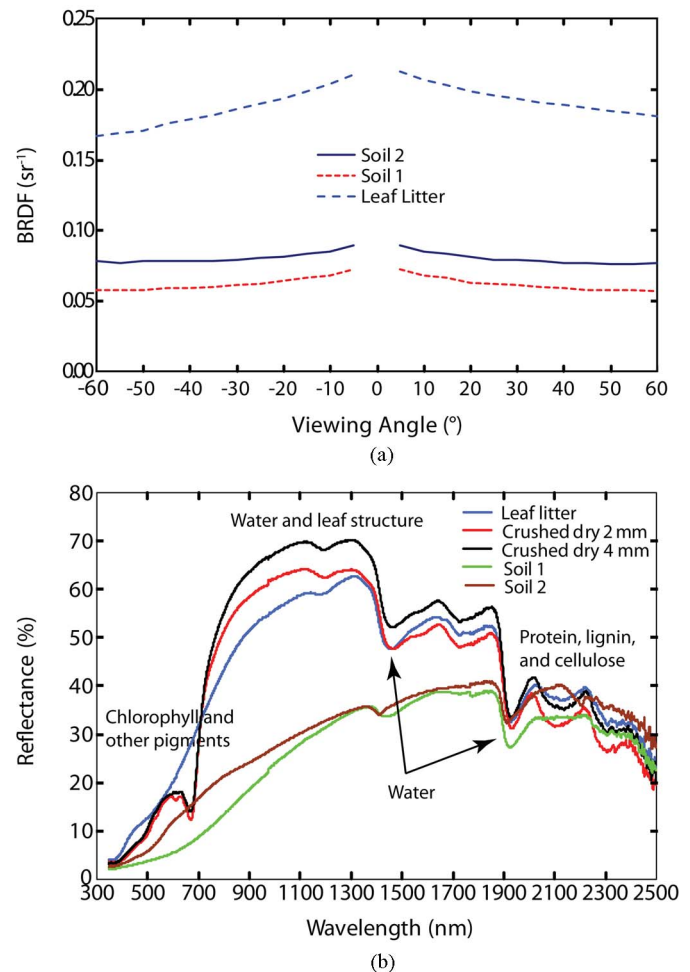 0.25
0.20
0.15
0.10
0.05
0.00
BRDF (sr-1)
Soil 2
Soil 1
Leaf Litter
-60 -50 -40 -30 -20 -10 0 10 20 30 40 50 60
Viewing Angle (°)
(a)
80
70
60
50
40
30
20
10
0
Reflectance (%)
Water and leaf structure
Leaf litter
Crushed dry 2 mm
Crushed dry 4 mm
Soil 1
Soil 2
Protein, lignin,
and cellulose
Chlorophyll and
other pigments
Water
300 500 700 900 1100 1300 1500 1700 1900 2100 2300 2500
Wavelength (nm)
(b)